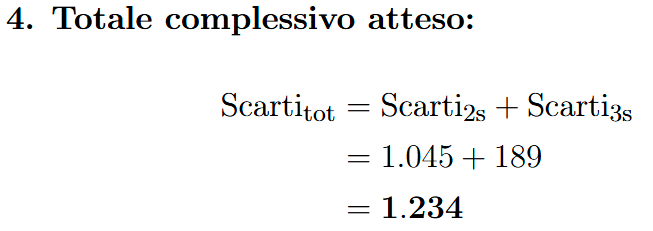 4. Totale complessivo atteso:
Scarti_tot = Scarti_2s + Scarti_3s
= 1.045 + 189
= 1.234